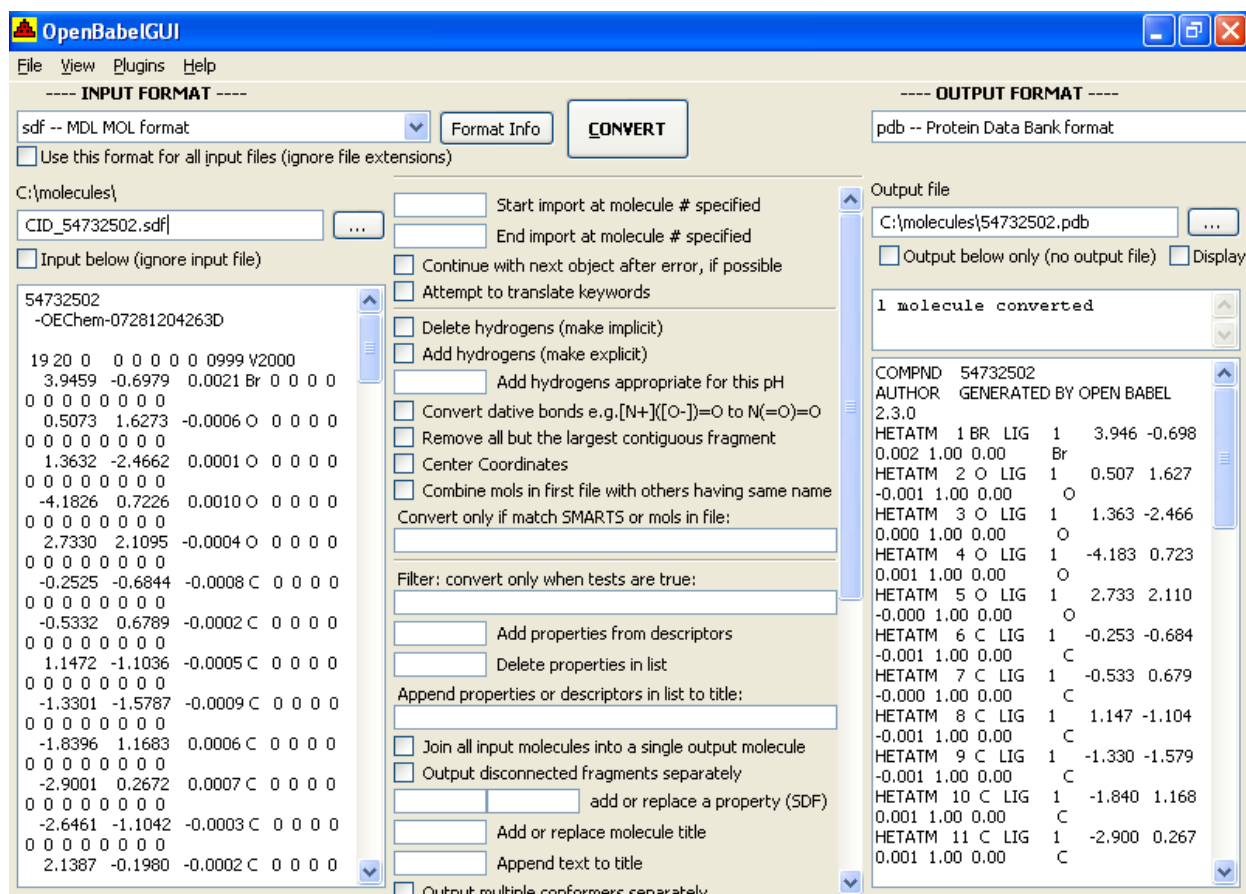 OpenBabelGUI
File View Plugins Help
---- INPUT FORMAT ----
sdf -- MDL MOL format
Format Info
CONVERT
Use this format for all input files (ignore file extensions)
C:\molecules\
CID_54732502.sdf
...
Input below (ignore input file)
54732502
-OEChem-07281204263D
19 20 0 0 0 0 0 0 0999 V2000
3.9459 -0.6979 0.0021 Br 0 0 0 0
0 0 0 0 0 0 0 0
0.5073 1.6273 -0.0006 O 0 0 0 0
0 0 0 0 0 0 0 0
1.3632 -2.4662 0.0001 O 0 0 0 0
0 0 0 0 0 0 0 0
-4.1826 0.7226 0.0010 O 0 0 0 0
0 0 0 0 0 0 0 0
2.7330 2.1095 -0.0004 O 0 0 0 0
0 0 0 0 0 0 0 0
-0.2525 -0.6844 -0.0008 C 0 0 0 0
0 0 0 0 0 0 0 0
-0.5332 0.6789 -0.0002 C 0 0 0 0
0 0 0 0 0 0 0 0
1.1472 -1.1036 -0.0005 C 0 0 0 0
0 0 0 0 0 0 0 0
-1.3301 -1.5787 -0.0009 C 0 0 0 0
0 0 0 0 0 0 0 0
-1.8396 1.1683 0.0006 C 0 0 0 0
0 0 0 0 0 0 0 0
-2.9001 0.2672 0.0007 C 0 0 0 0
0 0 0 0 0 0 0 0
-2.6461 -1.1042 -0.0003 C 0 0 0 0
0 0 0 0 0 0 0 0
2.1387 -0.1980 -0.0002 C 0 0 0 0
Start import at molecule # specified
End import at molecule # specified
Continue with next object after error, if possible
Attempt to translate keywords
Delete hydrogens (make implicit)
Add hydrogens (make explicit)
Add hydrogens appropriate for this pH
Convert dative bonds e.g.[N+]([O-])=O to N(=O)=O
Remove all but the largest contiguous fragment
Center Coordinates
Combine mols in first file with others having same name
Convert only if match SMARTS or mols in file:
Filter: convert only when tests are true:
Add properties from descriptors
Delete properties in list
Append properties or descriptors in list to title:
Join all input molecules into a single output molecule
Output disconnected fragments separately
add or replace a property (SDF)
Add or replace molecule title
Append text to title
Output multiple conformers separately
---- OUTPUT FORMAT ----
pdb -- Protein Data Bank format
Output file
C:\molecules\54732502.pdb
...
Output below only (no output file) Display
1 molecule converted
COMPND 54732502
AUTHOR GENERATED BY OPEN BABEL
2.3.0
HETATM 1 BR LIG 1 3.946 -0.698
0.002 1.00 0.00 Br
HETATM 2 O LIG 1 0.507 1.627
-0.001 1.00 0.00 O
HETATM 3 O LIG 1 1.363 -2.466
0.000 1.00 0.00 O
HETATM 4 O LIG 1 -4.183 0.723
0.001 1.00 0.00 O
HETATM 5 O LIG 1 2.733 2.110
-0.000 1.00 0.00 O
HETATM 6 C LIG 1 -0.253 -0.684
-0.001 1.00 0.00 C
HETATM 7 C LIG 1 -0.533 0.679
-0.000 1.00 0.00 C
HETATM 8 C LIG 1 1.147 -1.104
-0.001 1.00 0.00 C
HETATM 9 C LIG 1 -1.330 -1.579
-0.001 1.00 0.00 C
HETATM 10 C LIG 1 -1.840 1.168
0.001 1.00 0.00 C
HETATM 11 C LIG 1 -2.900 0.267
0.001 1.00 0.00 C